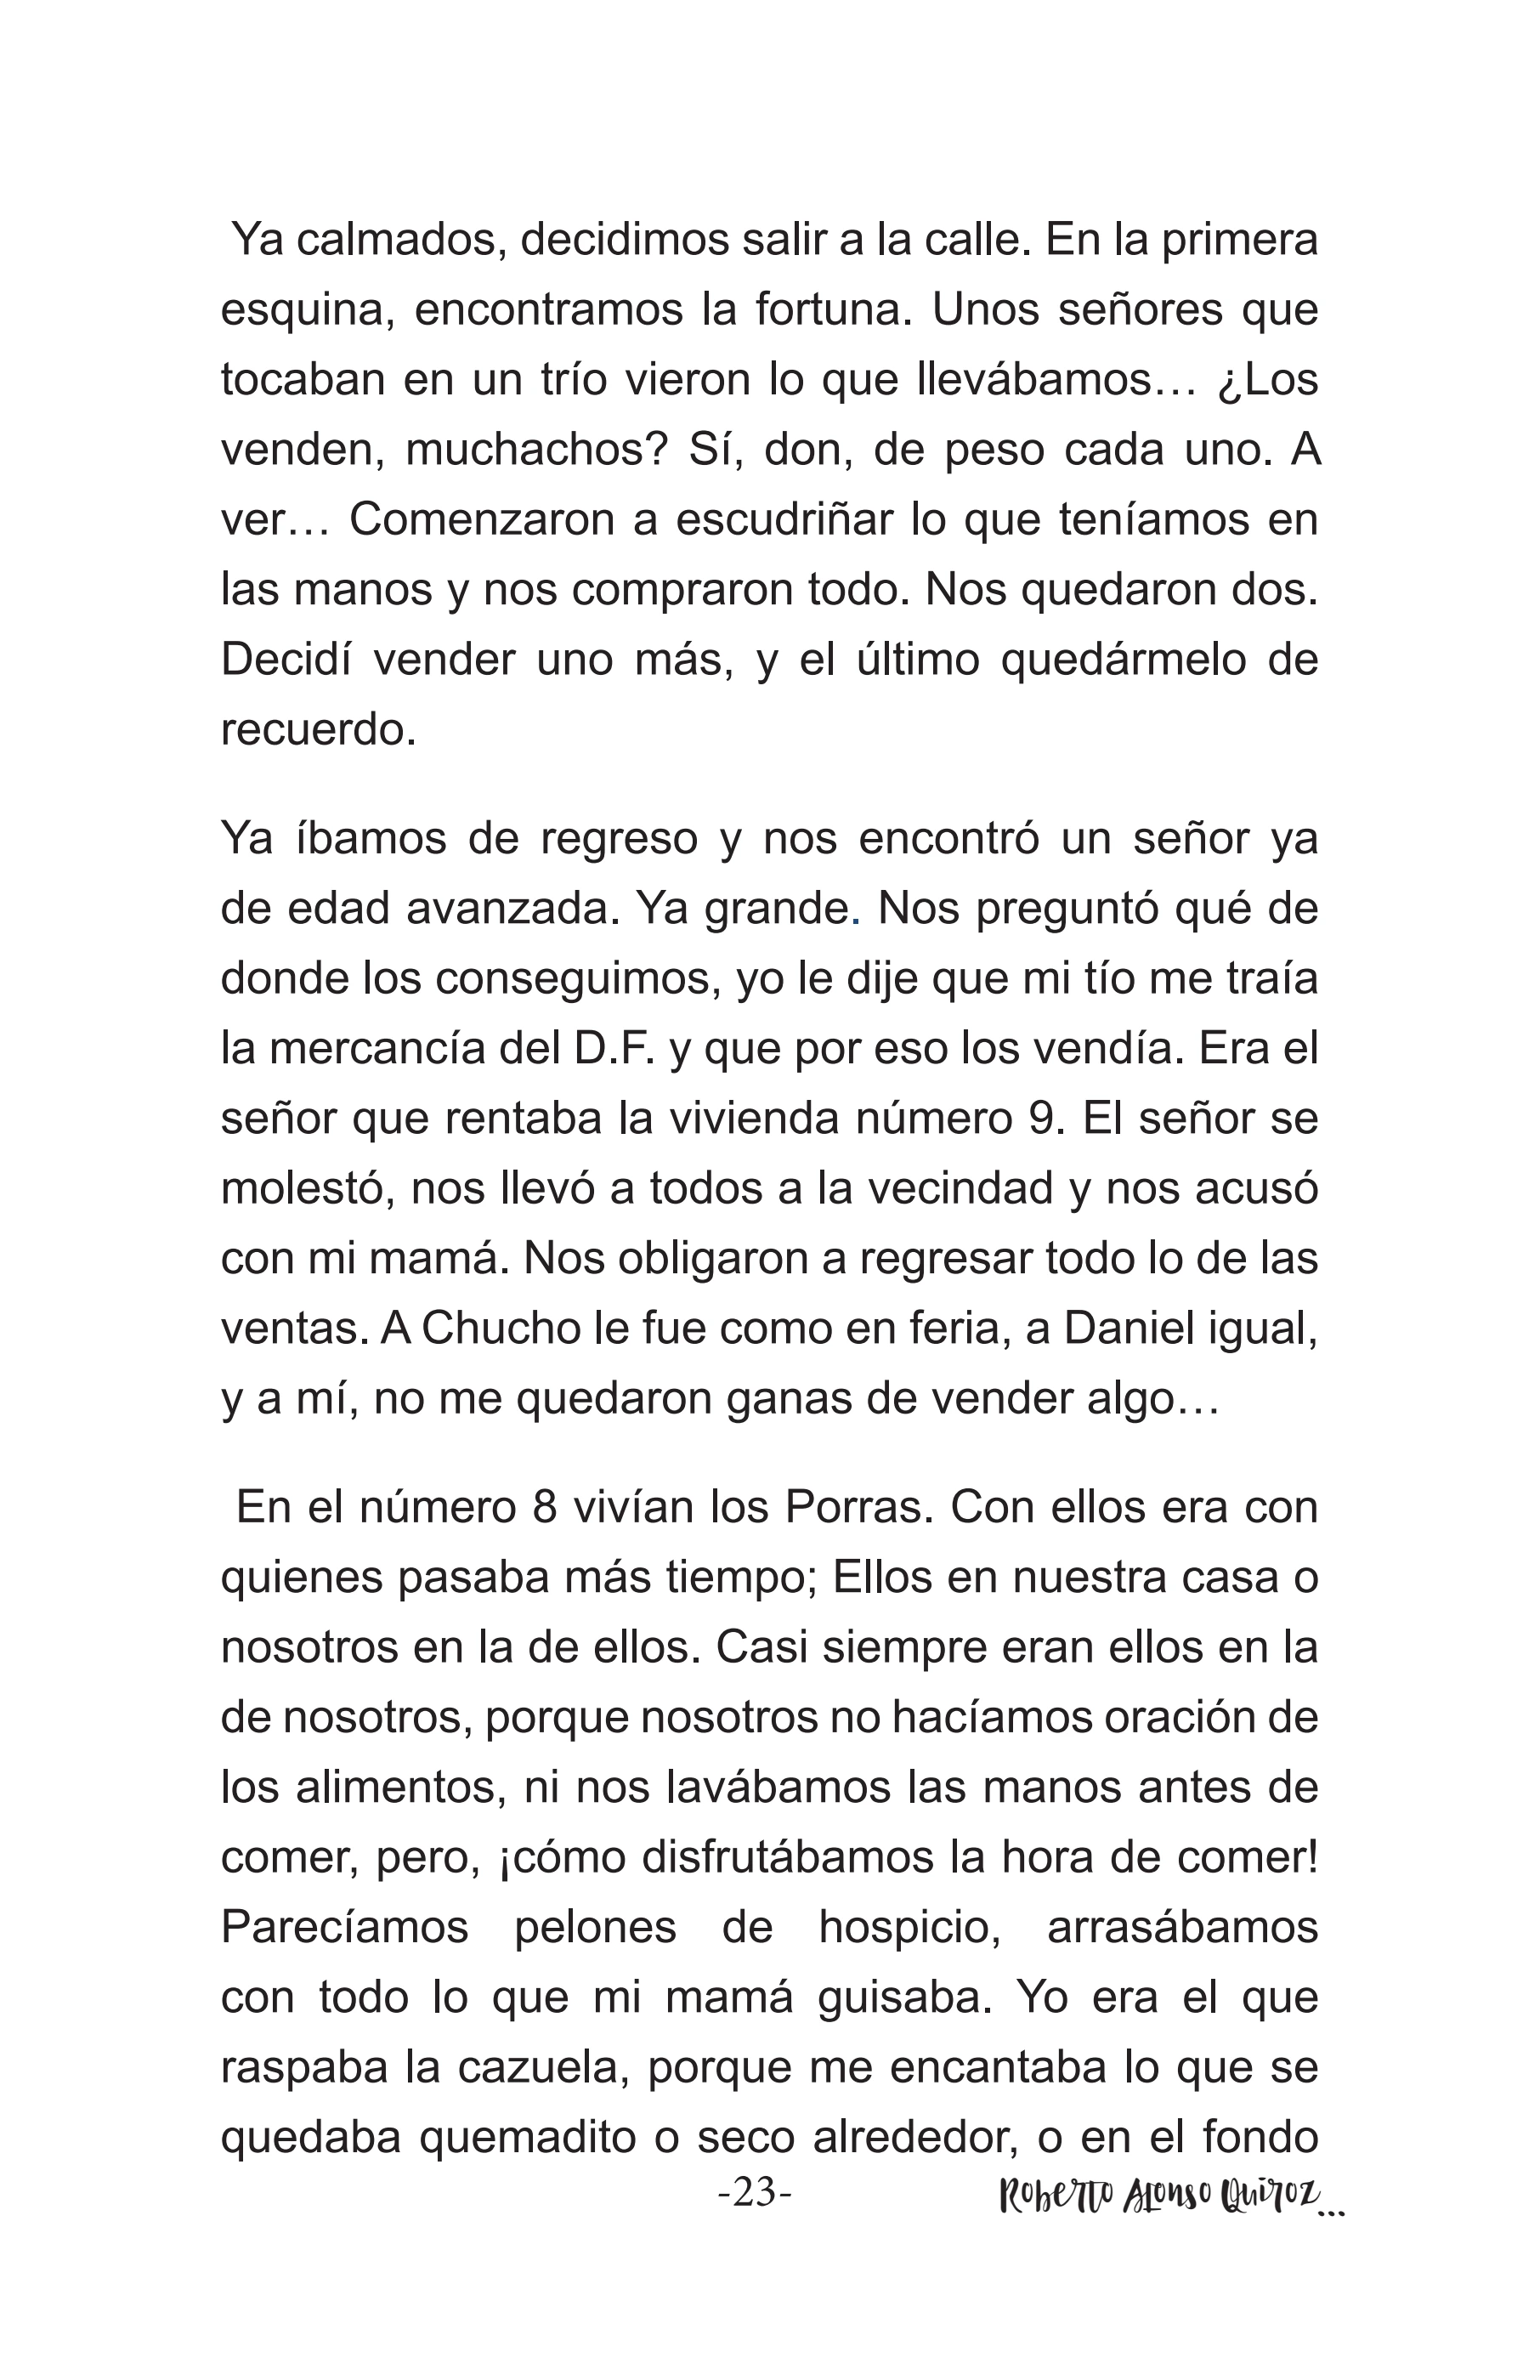 Ya calmados, decidimos salir a la calle. En la primera
esquina, encontramos la fortuna. Unos señores que
tocaban en un trío vieron lo que llevábamos… ¿Los
venden, muchachos? Sí, don, de peso cada uno. A
ver… Comenzaron a escudriñar lo que teníamos en
las manos y nos compraron todo. Nos quedaron dos.
Decidí vender uno más, y el último quedármelo de
recuerdo.
Ya íbamos de regreso y nos encontró un señor ya
de edad avanzada. Ya grande. Nos preguntó qué de
donde los conseguimos, yo le dije que mi tío me traía
la mercancía del D.F. y que por eso los vendía. Era el
señor que rentaba la vivienda número 9. El señor se
molestó, nos llevó a todos a la vecindad y nos acusó
con mi mamá. Nos obligaron a regresar todo lo de las
ventas. A Chucho le fue como en feria, a Daniel igual,
y a mí, no me quedaron ganas de vender algo…
En el número 8 vivían los Porras. Con ellos era con
quienes pasaba más tiempo; Ellos en nuestra casa o
nosotros en la de ellos. Casi siempre eran ellos en la
de nosotros, porque nosotros no hacíamos oración de
los alimentos, ni nos lavábamos las manos antes de
comer, pero, ¡cómo disfrutábamos la hora de comer!
Parecíamos pelones de hospicio, arrasábamos
con todo lo que mi mamá guisaba. Yo era el que
raspaba la cazuela, porque me encantaba lo que se
quedaba quemadito o seco alrededor, o en el fondo
-23- Roberto Alonso Quiroz...